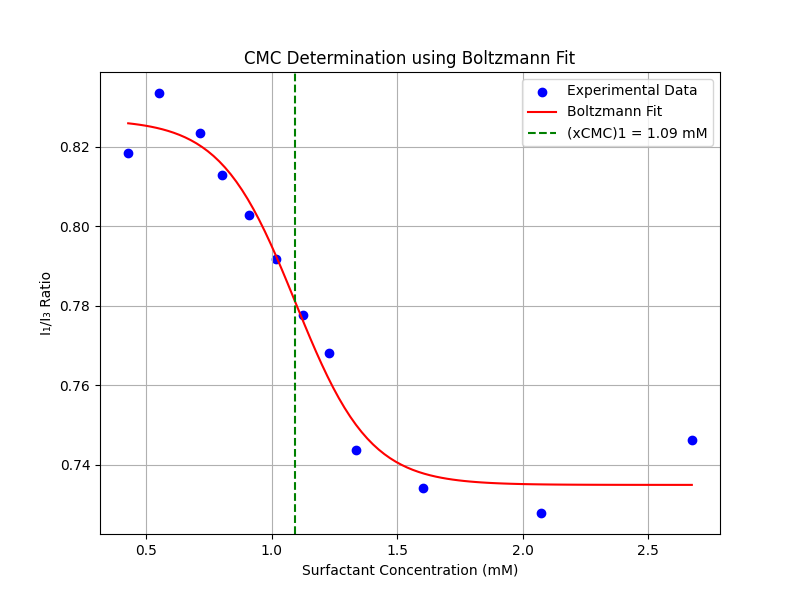 CMC Determination using Boltzmann Fit
Experimental Data
Boltzmann Fit
(xCMC)1 = 1.09 mM
I₁/I₃ Ratio
0.82
0.80
0.78
0.76
0.74
0.5 1.0 1.5 2.0 2.5
Surfactant Concentration (mM)